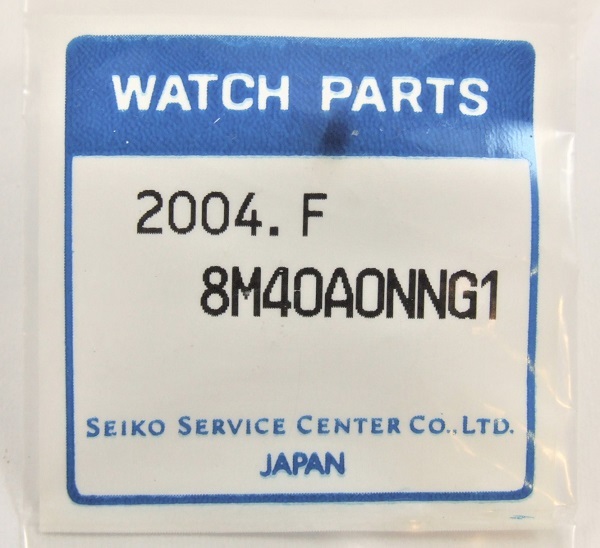 WATCH PARTS
2004. F
8M40A0NNG1
SEIKO SERVICE CENTER CO., LTD.
JAPAN